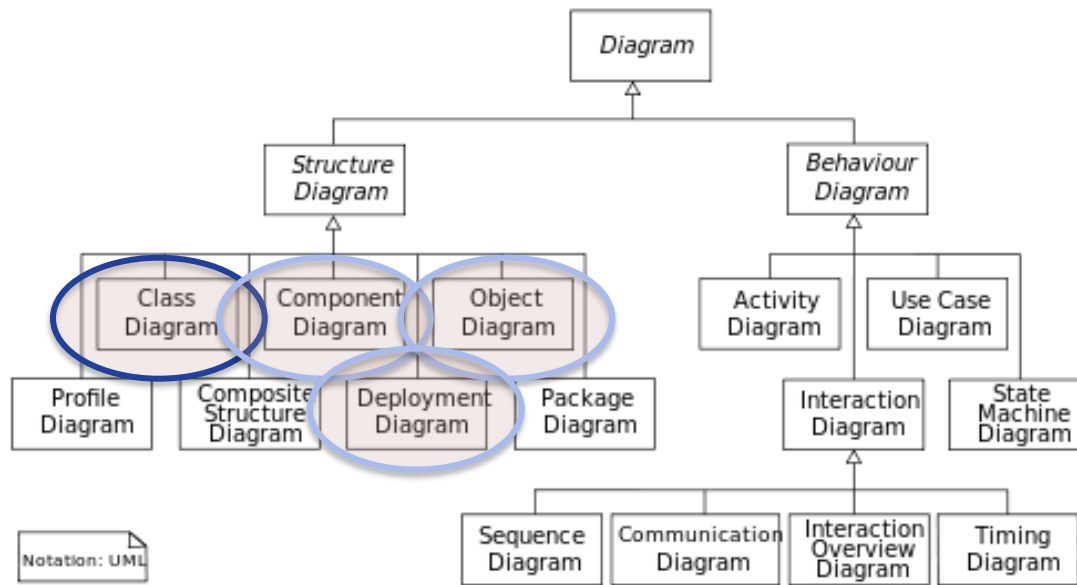 Diagram
Structure
Diagram
Behaviour
Diagram
Class
Diagram
Component
Diagram
Object
Diagram
Activity
Diagram
Use Case
Diagram
Profile
Diagram
Composite
Structure
Diagram
Deployment
Diagram
Package
Diagram
Interaction
Diagram
State
Machine
Diagram
Sequence
Diagram
Communication
Diagram
Interaction
Overview
Diagram
Timing
Diagram
Notation: UML